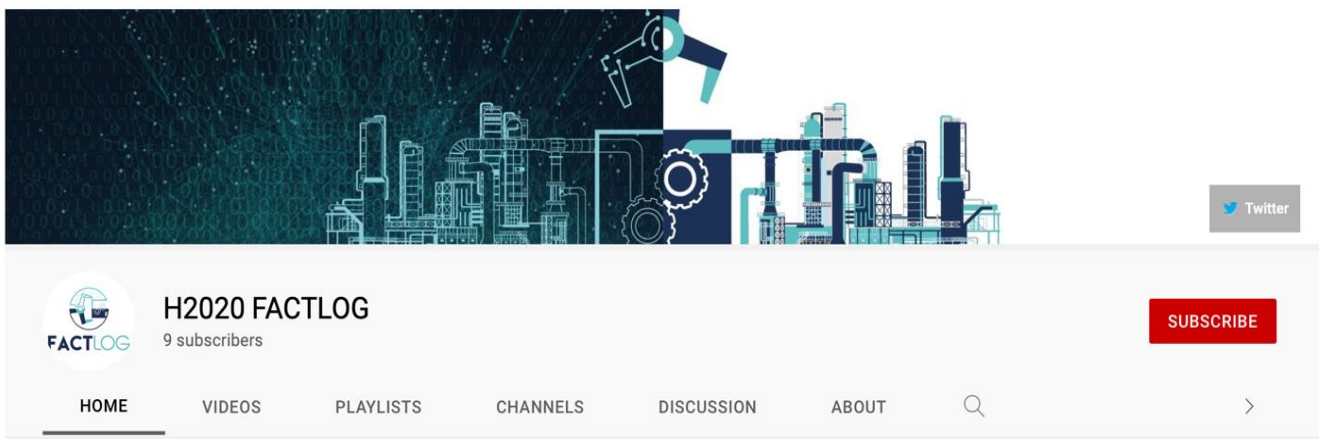 Twitter
H2020 FACTLOG
9 subscribers
FACTLOG
SUBSCRIBE
HOME VIDEOS PLAYLISTS CHANNELS DISCUSSION ABOUT